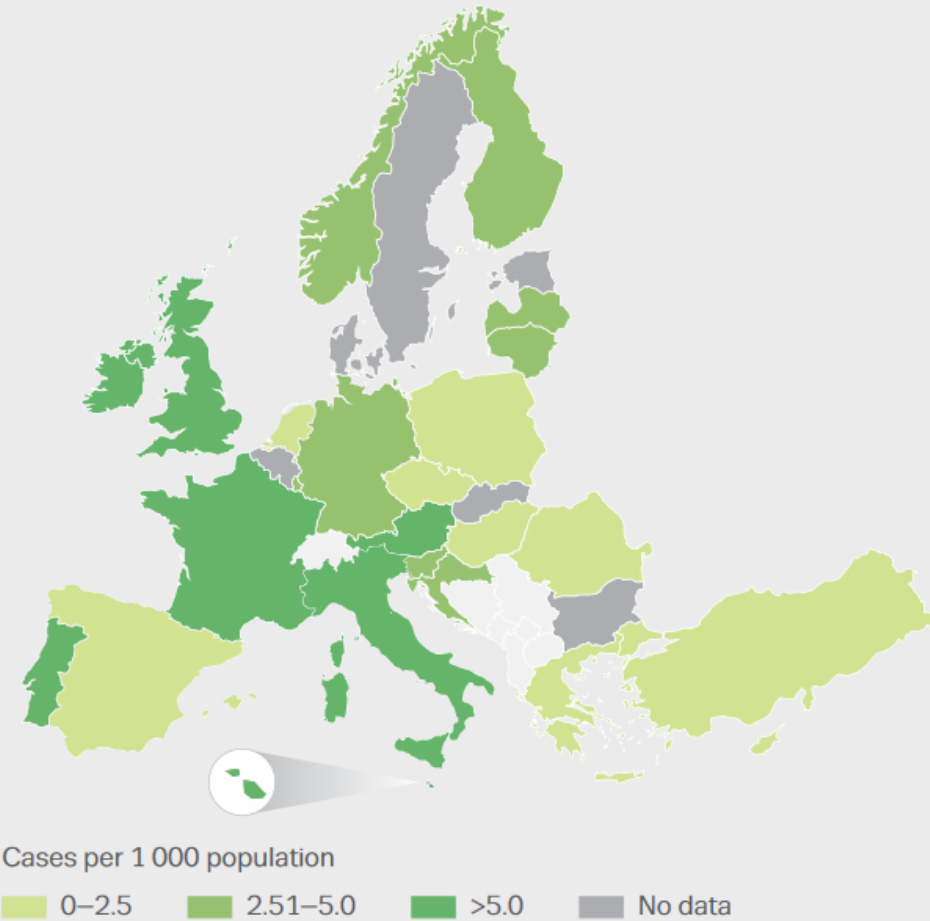 Cases per 1 000 population
0–2.5 2.51–5.0 >5.0 No data